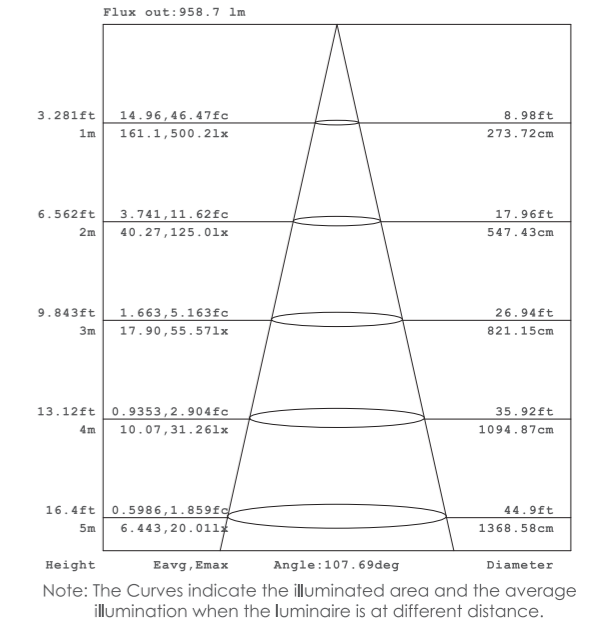 Flux out:958.7 lm
3.281ft 14.96,46.47fc 8.98ft
1m 161.1,500.2lx 273.72cm
6.562ft 3.741,11.62fc 17.96ft
2m 40.27,125.0lx 547.43cm
9.843ft 1.663,5.163fc 26.94ft
3m 17.90,55.57lx 821.15cm
13.12ft 0.9353,2.904fc 35.92ft
4m 10.07,31.26lx 1094.87cm
16.4ft 0.5986,1.859fc 44.9ft
5m 6.443,20.01lx 1368.58cm
Height Eavg,Emax Angle:107.69deg Diameter
Note: The Curves indicate the illuminated area and the average
illumination when the luminaire is at different distance.